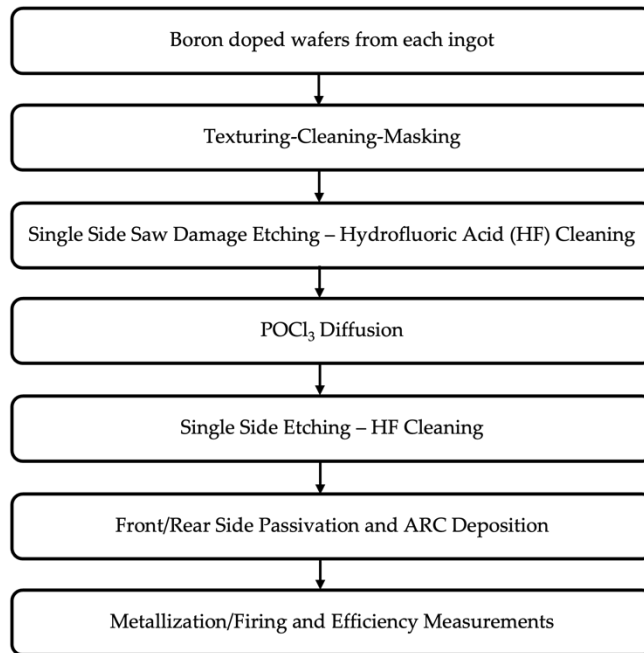 Boron doped wafers from each ingot
Texturing-Cleaning-Masking
Single Side Saw Damage Etching – Hydrofluoric Acid (HF) Cleaning
POCl₃ Diffusion
Single Side Etching – HF Cleaning
Front/Rear Side Passivation and ARC Deposition
Metallization/Firing and Efficiency Measurements